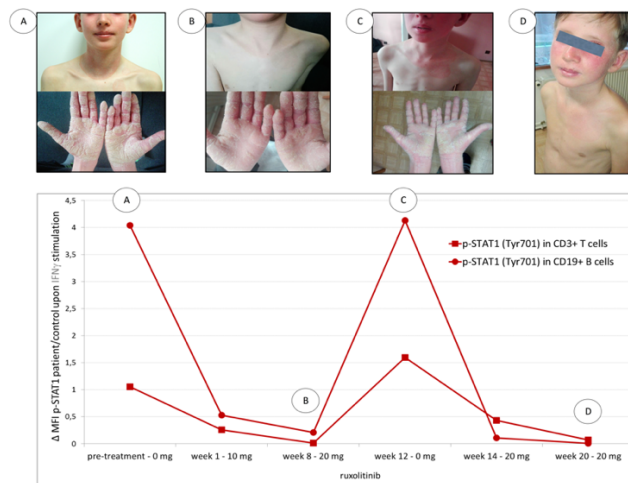 A
B
C
D
Δ MFI p-STAT1 patient/control upon IFNγ stimulation
4,5
4
3,5
3
2,5
2
1,5
1
0,5
0
A
C
B
D
p-STAT1 (Tyr701) in CD3+ T cells
p-STAT1 (Tyr701) in CD19+ B cells
pre-treatment - 0 mg
week 1 - 10 mg
week 8 - 20 mg
week 12 - 0 mg
week 14 - 20 mg
week 20 - 20 mg
ruxolitinib